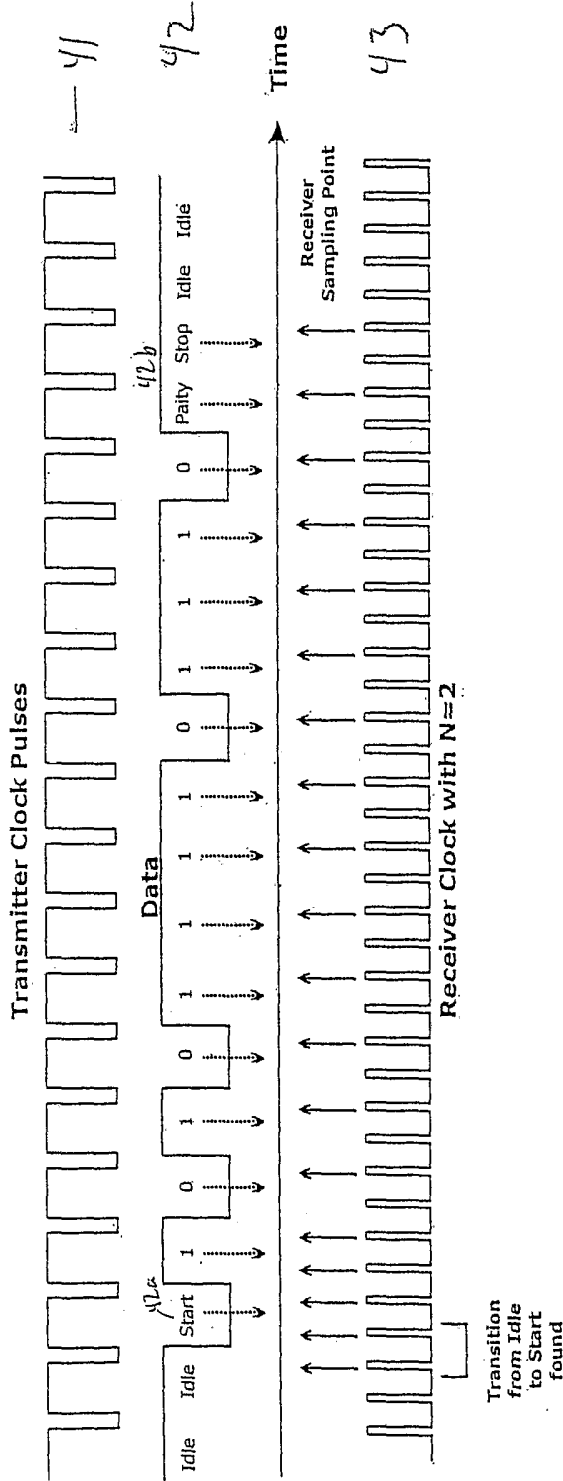 Transmitter Clock Pulses
41
Data
42
Idle Idle Start 1 0 1 0 1 1 1 1 0 1 1 1 0 Paity Stop Idle Idle
42a
42b
Time
Receiver
Sampling Point
43
Receiver Clock with N=2
Transition
from Idle
to Start
found